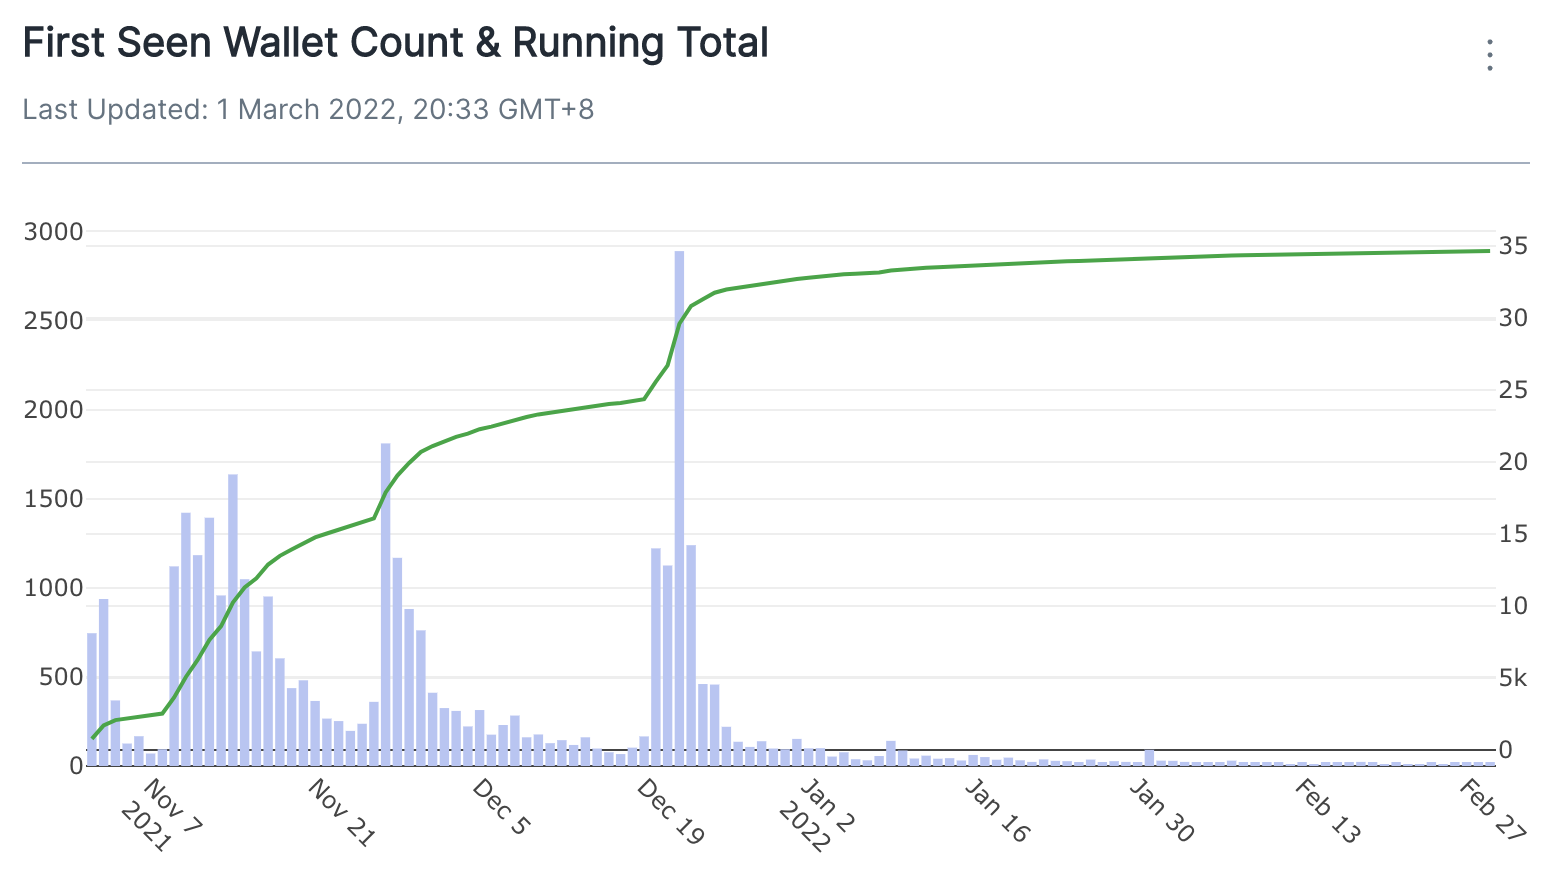 First Seen Wallet Count & Running Total
Last Updated: 1 March 2022, 20:33 GMT+8
3000
2500
2000
1500
1000
500
0
35
30
25
20
15
10
5k
0
Nov 7
2021
Nov 21
Dec 5
Dec 19
Jan 2
2022
Jan 16
Jan 30
Feb 13
Feb 27